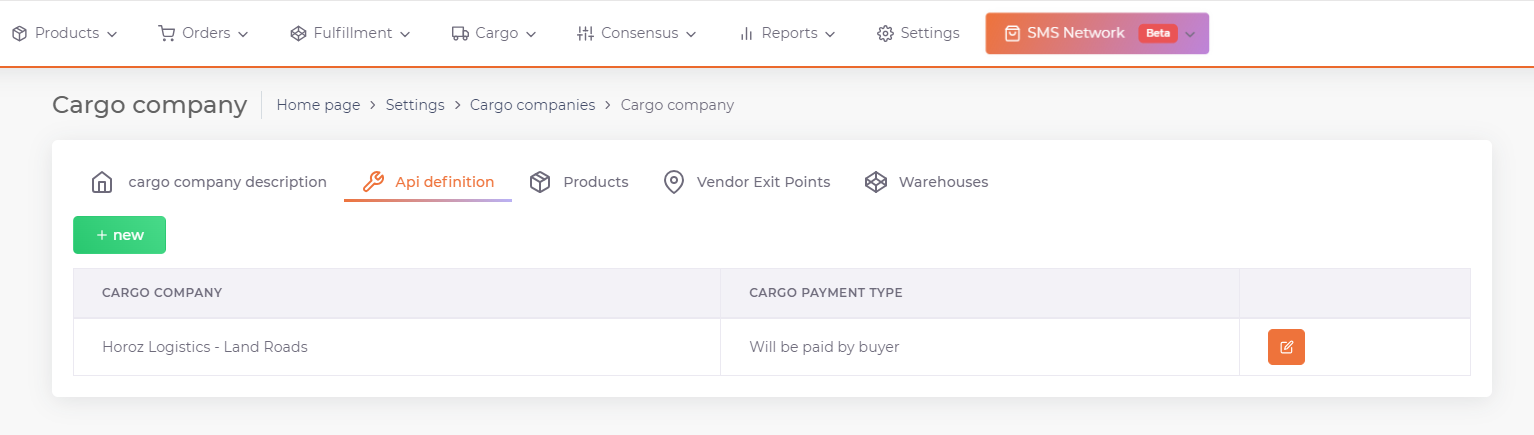 Products Orders Fulfillment Cargo Consensus Reports Settings SMS Network Beta
Cargo company Home page > Settings > Cargo companies > Cargo company
cargo company description Api definition Products Vendor Exit Points Warehouses
+ new
CARGO COMPANY CARGO PAYMENT TYPE
Horoz Logistics - Land Roads Will be paid by buyer